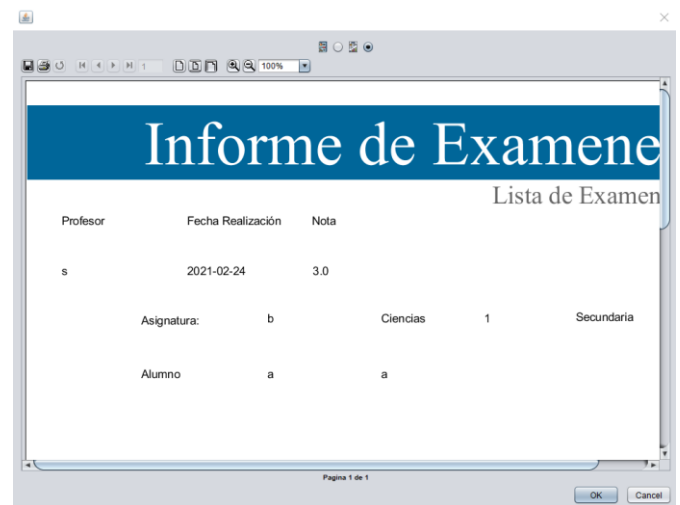 1
100%
Informe de Examene
Lista de Examen
Profesor Fecha Realización Nota
s 2021-02-24 3.0
Asignatura: b Ciencias 1 Secundaria
Alumno a a
Pagina 1 de 1
OK Cancel